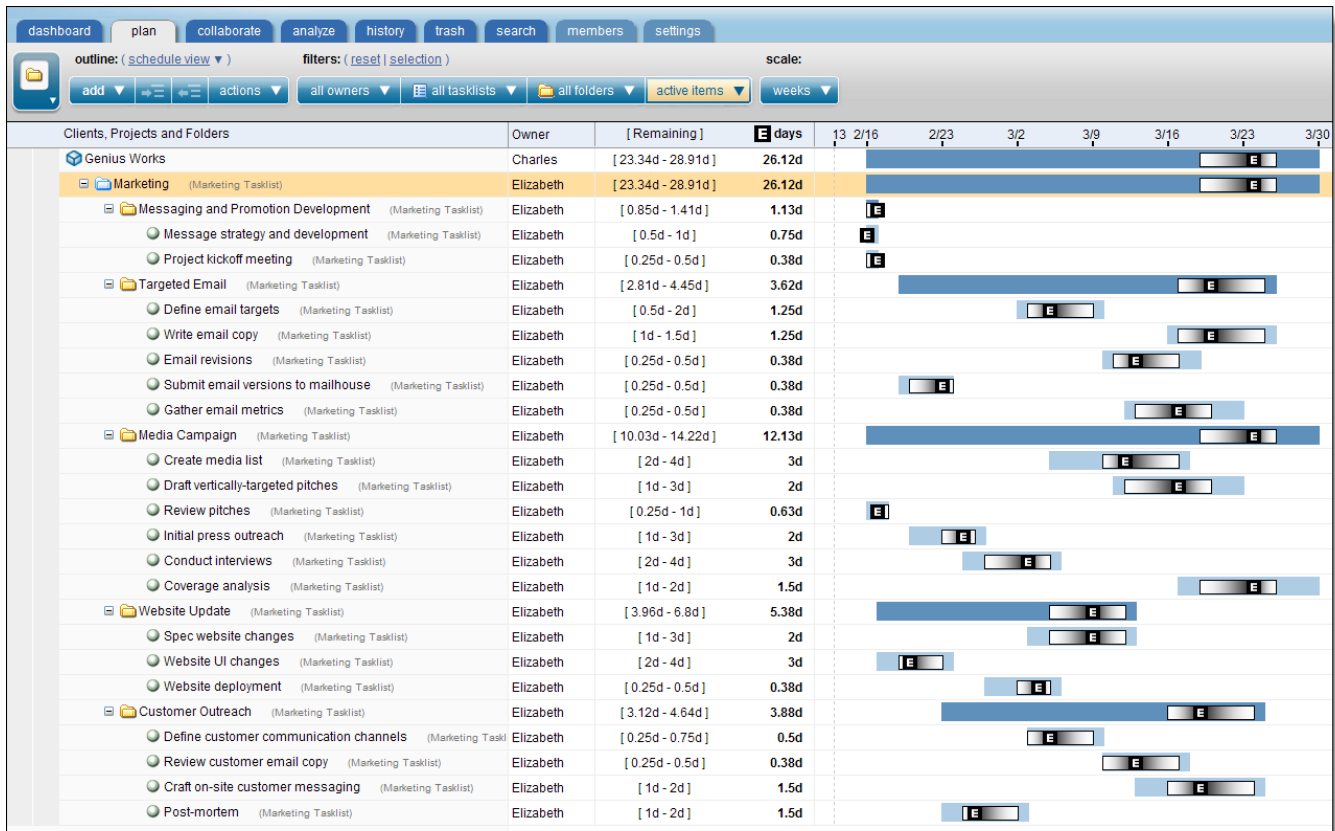 dashboard plan collaborate analyze history trash search members settings
outline: ( schedule view ▼ ) filters: ( reset | selection ) scale:
add ▼ actions ▼ all owners ▼ all tasklists ▼ all folders ▼ active items ▼ weeks ▼
Clients, Projects and Folders Owner [ Remaining ] E days 13 2/16 2/23 3/2 3/9 3/16 3/23 3/30
Genius Works Charles [ 23.34d - 28.91d ] 26.12d E
Marketing (Marketing Tasklist) Elizabeth [ 23.34d - 28.91d ] 26.12d E
Messaging and Promotion Development (Marketing Tasklist) Elizabeth [ 0.85d - 1.41d ] 1.13d E
Message strategy and development (Marketing Tasklist) Elizabeth [ 0.5d - 1d ] 0.75d E
Project kickoff meeting (Marketing Tasklist) Elizabeth [ 0.25d - 0.5d ] 0.38d E
Targeted Email (Marketing Tasklist) Elizabeth [ 2.81d - 4.45d ] 3.62d E
Define email targets (Marketing Tasklist) Elizabeth [ 0.5d - 2d ] 1.25d E
Write email copy (Marketing Tasklist) Elizabeth [ 1d - 1.5d ] 1.25d E
Email revisions (Marketing Tasklist) Elizabeth [ 0.25d - 0.5d ] 0.38d E
Submit email versions to mailhouse (Marketing Tasklist) Elizabeth [ 0.25d - 0.5d ] 0.38d E
Gather email metrics (Marketing Tasklist) Elizabeth [ 0.25d - 0.5d ] 0.38d E
Media Campaign (Marketing Tasklist) Elizabeth [ 10.03d - 14.22d ] 12.13d E
Create media list (Marketing Tasklist) Elizabeth [ 2d - 4d ] 3d E
Draft vertically-targeted pitches (Marketing Tasklist) Elizabeth [ 1d - 3d ] 2d E
Review pitches (Marketing Tasklist) Elizabeth [ 0.25d - 1d ] 0.63d E
Initial press outreach (Marketing Tasklist) Elizabeth [ 1d - 3d ] 2d E
Conduct interviews (Marketing Tasklist) Elizabeth [ 2d - 4d ] 3d E
Coverage analysis (Marketing Tasklist) Elizabeth [ 1d - 2d ] 1.5d E
Website Update (Marketing Tasklist) Elizabeth [ 3.96d - 6.8d ] 5.38d E
Spec website changes (Marketing Tasklist) Elizabeth [ 1d - 3d ] 2d E
Website UI changes (Marketing Tasklist) Elizabeth [ 2d - 4d ] 3d E
Website deployment (Marketing Tasklist) Elizabeth [ 0.25d - 0.5d ] 0.38d E
Customer Outreach (Marketing Tasklist) Elizabeth [ 3.12d - 4.64d ] 3.88d E
Define customer communication channels (Marketing Taskl Elizabeth [ 0.25d - 0.75d ] 0.5d E
Review customer email copy (Marketing Tasklist) Elizabeth [ 0.25d - 0.5d ] 0.38d E
Craft on-site customer messaging (Marketing Tasklist) Elizabeth [ 1d - 2d ] 1.5d E
Post-mortem (Marketing Tasklist) Elizabeth [ 1d - 2d ] 1.5d E